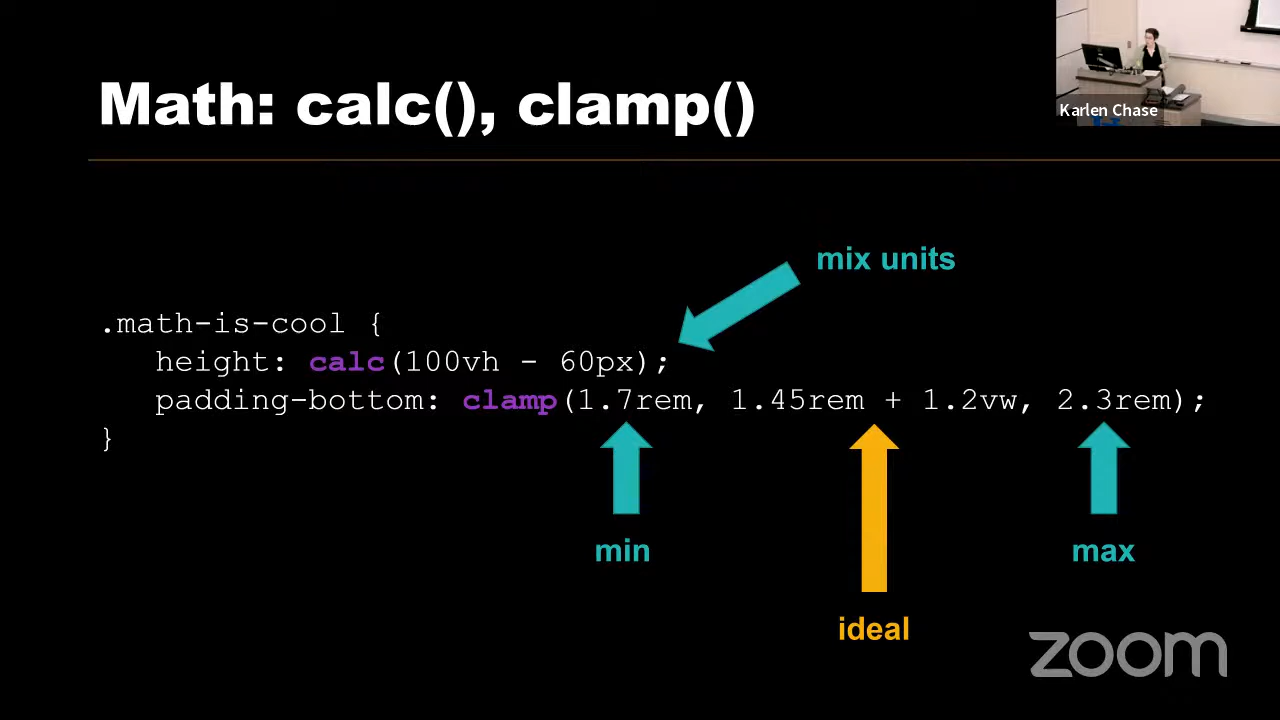 Math: calc(), clamp()
Karlen Chase
mix units
.math-is-cool {
height: calc(100vh - 60px);
padding-bottom: clamp(1.7rem, 1.45rem + 1.2vw, 2.3rem);
}
min
max
ideal
zoom